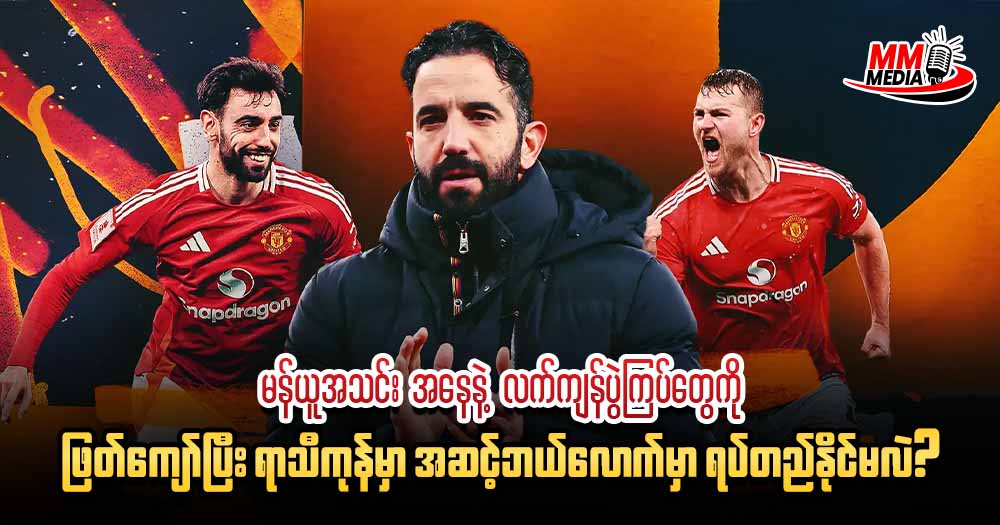 MM
MEDIA
Snapdragon
Snapdragon
မန်ယူအသင်း အနေနဲ့ လက်ကျန်ပွဲကြပ်တွေကို
ဖြတ်ကျော်ပြီး ရာသီကုန်မှာ အဆင့်ဘယ်လောက်မှာ ရပ်တည်နိုင်မလဲ?